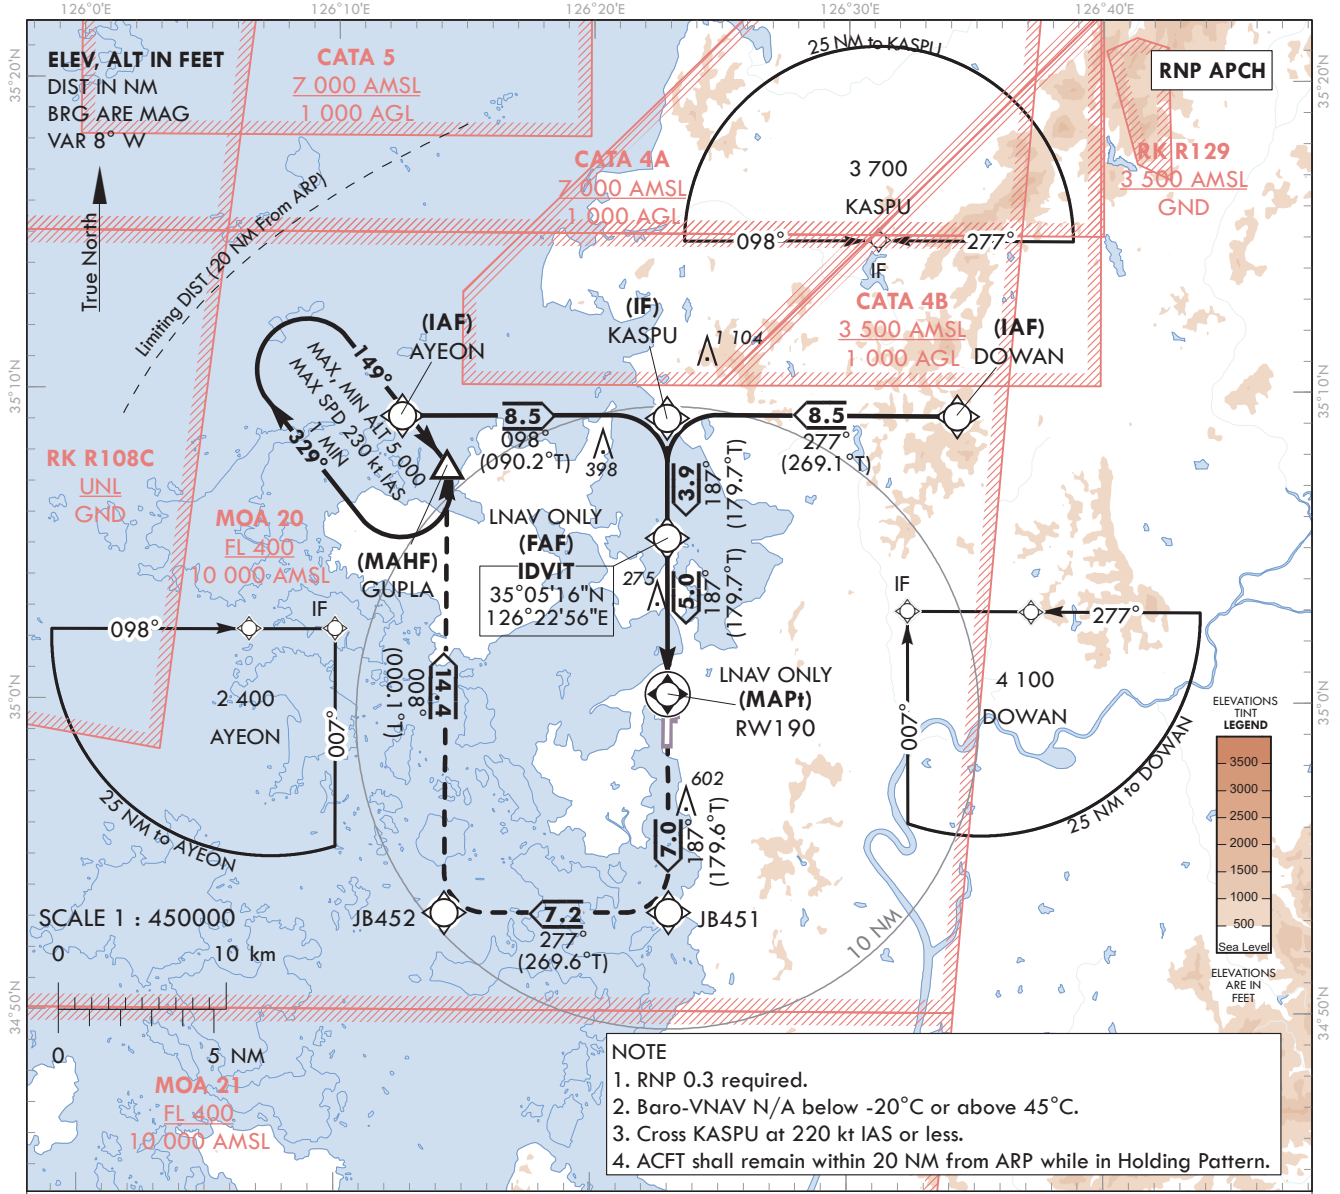 126°0'E
126°10'E
126°20'E
126°30'E
126°40'E
35°20'N
35°10'N
35°0'N
34°50'N
35°20'N
35°10'N
35°0'N
34°50'N
ELEV, ALT IN FEET
DIST IN NM
BRG ARE MAG
VAR 8° W
True North
CATA 5
7 000 AMSL
1 000 AGL
Limiting DIST (20 NM From ARP)
CATA 4A
7 000 AMSL
1 000 AGL
25 NM to KASPU
3 700
KASPU
098°
277°
IF
RNP APCH
RK R129
3 500 AMSL
GND
CATA 4B
3 500 AMSL
1 000 AGL
(IAF)
AYEON
(IF)
KASPU
1 104
(IAF)
DOWAN
149°
MAX, MIN ALT 5 000
MAX SPD 230 kt IAS
1 MIN
329°
8.5
098°
(090.2°T)
398
8.5
277°
(269.1°T)
3.9
187°
(179.7°T)
RK R108C
UNL
GND
MOA 20
FL 400
10 000 AMSL
(MAHF)
GUPLA
LNAV ONLY
(FAF)
IDVIT
35°05'16"N
126°22'56"E
275
5.0
187°
(179.7°T)
098°
IF
2 400
AYEON
007°
25 NM to AYEON
14.4
008°
(000.1°T)
LNAV ONLY
(MAPt)
RW190
IF
277°
4 100
DOWAN
007°
25 NM to DOWAN
602
7.0
187°
(179.6°T)
JB452
7.2
277°
(269.6°T)
JB451
10 NM
ELEVATIONS
TINT
LEGEND
3500
3000
2500
2000
1500
1000
500
Sea Level
ELEVATIONS
ARE IN
FEET
SCALE 1 : 450000
0 10 km
0 5 NM
MOA 21
FL 400
10 000 AMSL
NOTE
1. RNP 0.3 required.
2. Baro-VNAV N/A below -20°C or above 45°C.
3. Cross KASPU at 220 kt IAS or less.
4. ACFT shall remain within 20 NM from ARP while in Holding Pattern.